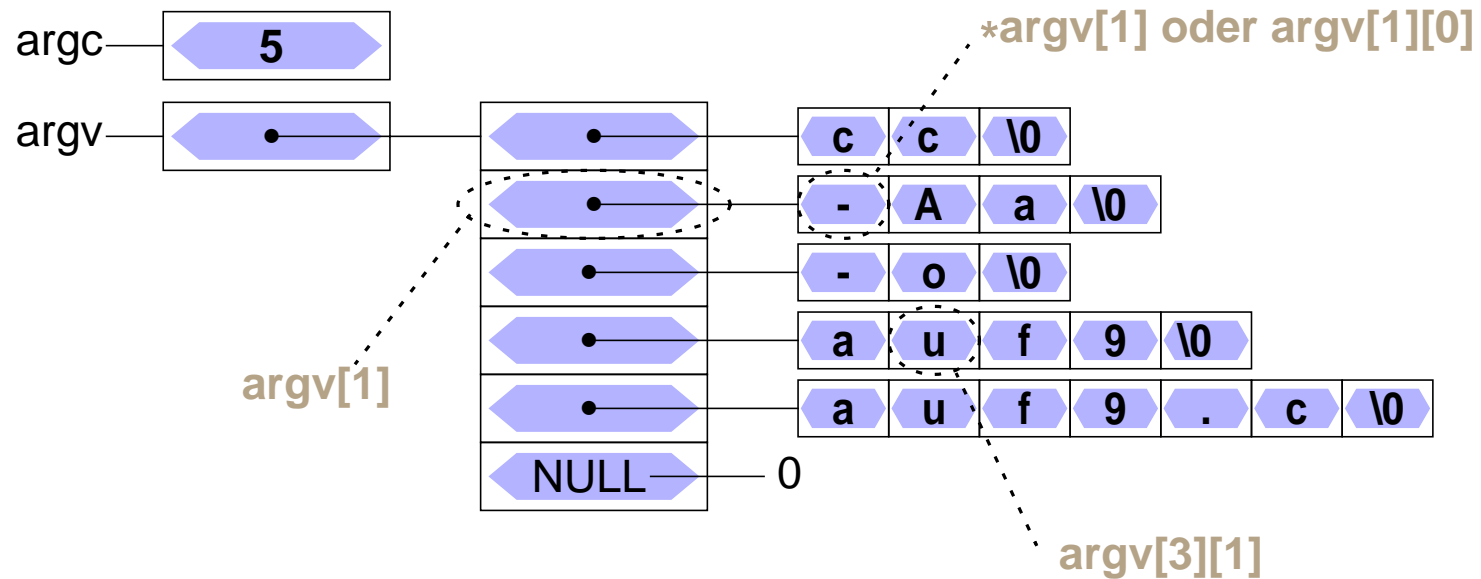 *argv[1] oder argv[1][0]
argc 5
argv c c \0
- A a \0
- o \0
a u f 9 \0
argv[1]
a u f 9 . c \0
NULL 0
argv[3][1]